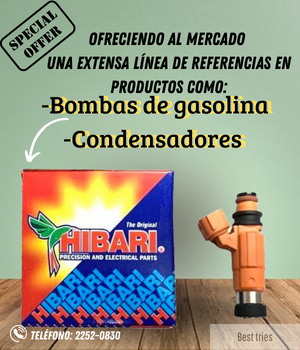 SPECIAL
OFFER
OFRECIENDO AL MERCADO
UNA EXTENSA LÍNEA DE REFERENCIAS EN
PRODUCTOS COMO:
-Bombas de gasolina
-Condensadores
The Original
HIBARI®
PRECISION AND ELECTRICAL PARTS
HIBARI HIBARI
TELÉFONO: 2252-0830
Best tries